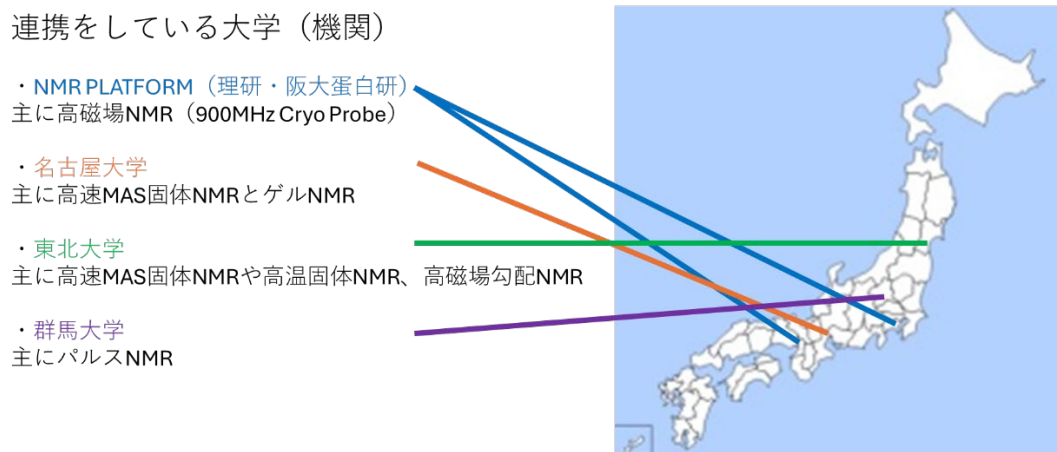 連携をしている大学（機関）
・NMR PLATFORM（理研・阪大蛋白研）
主に高磁場NMR（900MHz Cryo Probe）
・名古屋大学
主に高速MAS固体NMRとゲルNMR
・東北大学
主に高速MAS固体NMRや高温固体NMR、高磁場勾配NMR
・群馬大学
主にパルスNMR